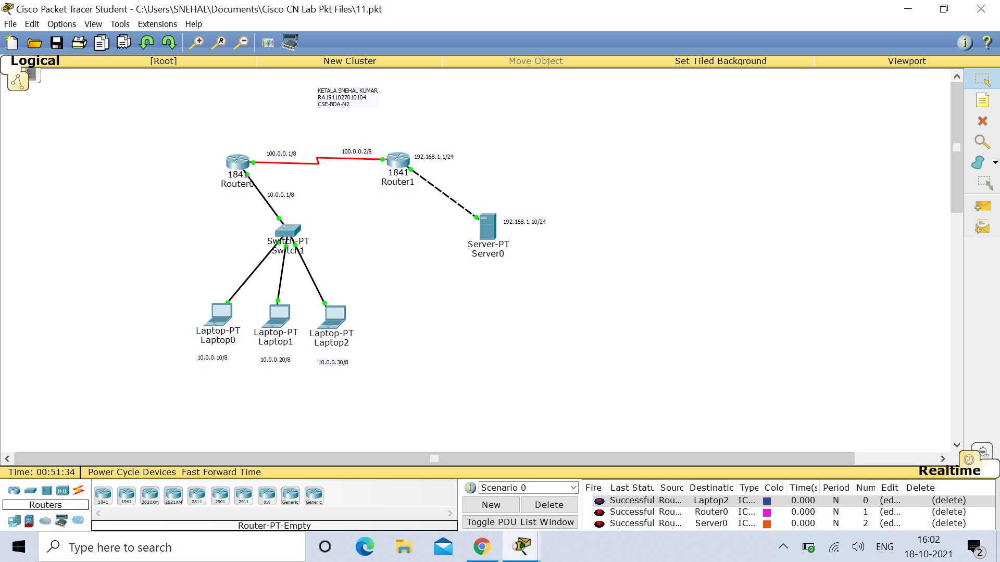 Cisco Packet Tracer Student - C:\Users\SNEHAL\Documents\Cisco CN Lab Pkt Files\11.pkt
File Edit Options View Tools Extensions Help
Logical [Root] New Cluster Move Object Set Tiled Background Viewport
KETALA SNEHAL KUMAR
RA1911027010104
CSE-BDA-N2
100.0.0.1/8
100.0.0.2/8
192.168.1.1/24
1841
Router0
1841
Router1
10.0.0.1/8
192.168.1.10/24
Switch-PT
Switch1
Server-PT
Server0
Laptop-PT
Laptop0
Laptop-PT
Laptop1
Laptop-PT
Laptop2
10.0.0.10/8
10.0.0.20/8
10.0.0.30/8
Time: 00:51:34 Power Cycle Devices Fast Forward Time Realtime
Routers
1841 1941 2620XM 2621XM 2811 2901 2911 819 Generic Generic
Router-PT-Empty
Scenario 0
New Delete
Toggle PDU List Window
Fire Last Statu Sourc Destinatio Type Colo Time(s Period Num Edit Delete
Successful Rou... Laptop2 IC... 0.000 N 0 (ed... (delete)
Successful Rou... Router0 IC... 0.000 N 1 (ed... (delete)
Successful Rou... Server0 IC... 0.000 N 2 (ed... (delete)
Type here to search
ENG
16:02
18-10-2021
2